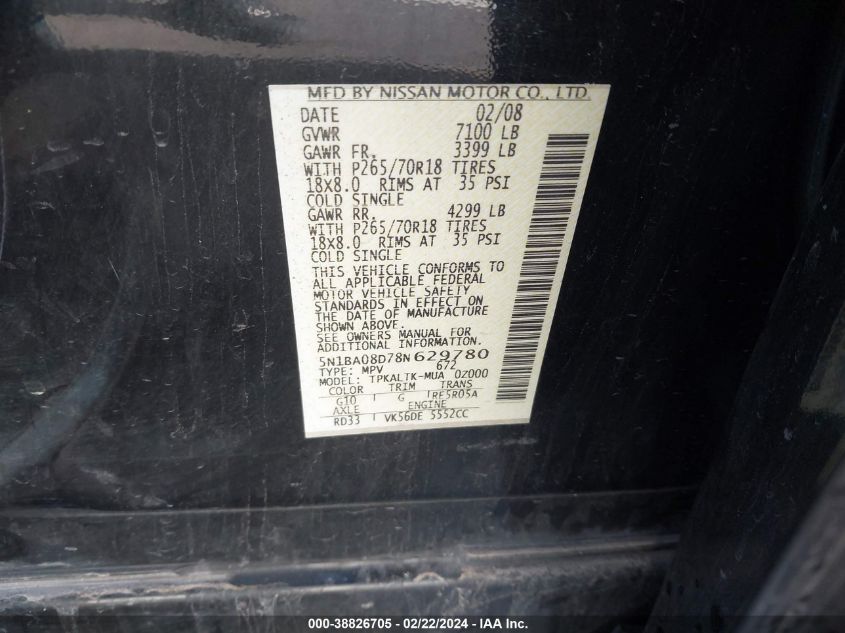 MFD BY NISSAN MOTOR CO., LTD.
DATE 02/08
GVWR 7100 LB
GAWR FR. 3399 LB
WITH P265/70R18 TIRES
18X8.0 RIMS AT 35 PSI
COLD SINGLE
GAWR RR. 4299 LB
WITH P265/70R18 TIRES
18X8.0 RIMS AT 35 PSI
COLD SINGLE
THIS VEHICLE CONFORMS TO
ALL APPLICABLE FEDERAL
MOTOR VEHICLE SAFETY
STANDARDS IN EFFECT ON
THE DATE OF MANUFACTURE
SHOWN ABOVE.
SEE OWNERS MANUAL FOR
ADDITIONAL INFORMATION.
5N1BA08D78N629780
TYPE: MPV 672
MODEL: TPKALTK-MUA 0Z000
COLOR TRIM TRANS
G10 G RE5R05A
AXLE ENGINE
RD33 VK56DE 5552CC
000-38826705 - 02/22/2024 - IAA Inc.